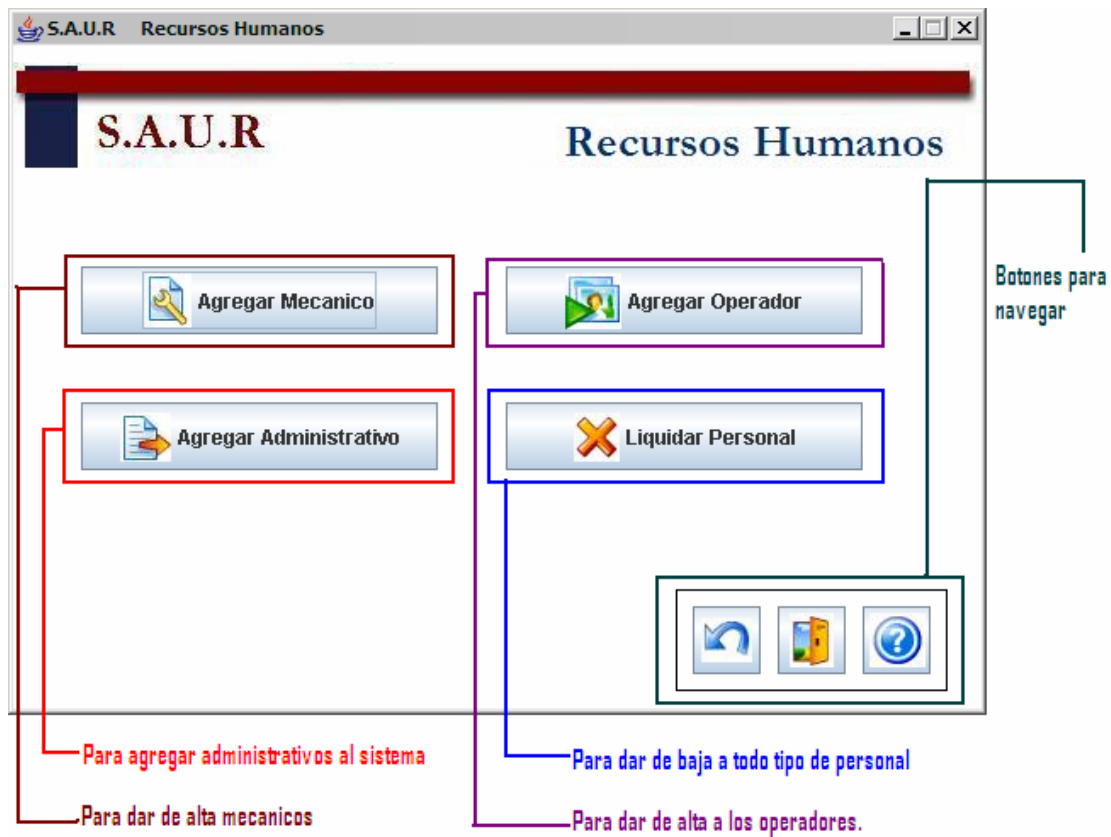 S.A.U.R Recursos Humanos
S.A.U.R
Recursos Humanos
Botones para
navegar
Agregar Mecanico
Agregar Operador
Agregar Administrativo
Liquidar Personal
Para agregar administrativos al sistema
Para dar de baja a todo tipo de personal
Para dar de alta mecanicos
Para dar de alta a los operadores.